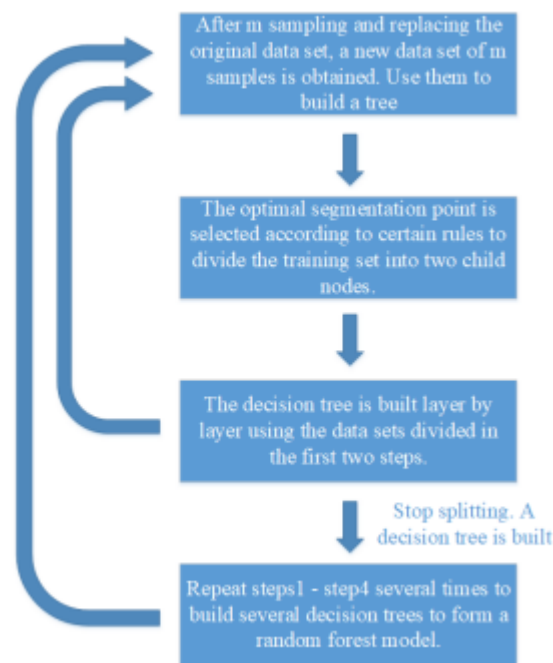 After m sampling and replacing the
original data set, a new data set of m
samples is obtained. Use them to
build a tree
The optimal segmentation point is
selected according to certain rules to
divide the training set into two child
nodes.
The decision tree is built layer by
layer using the data sets divided in
the first two steps.
Stop splitting. A
decision tree is built
Repeat steps1 - step4 several times to
build several decision trees to form a
random forest model.